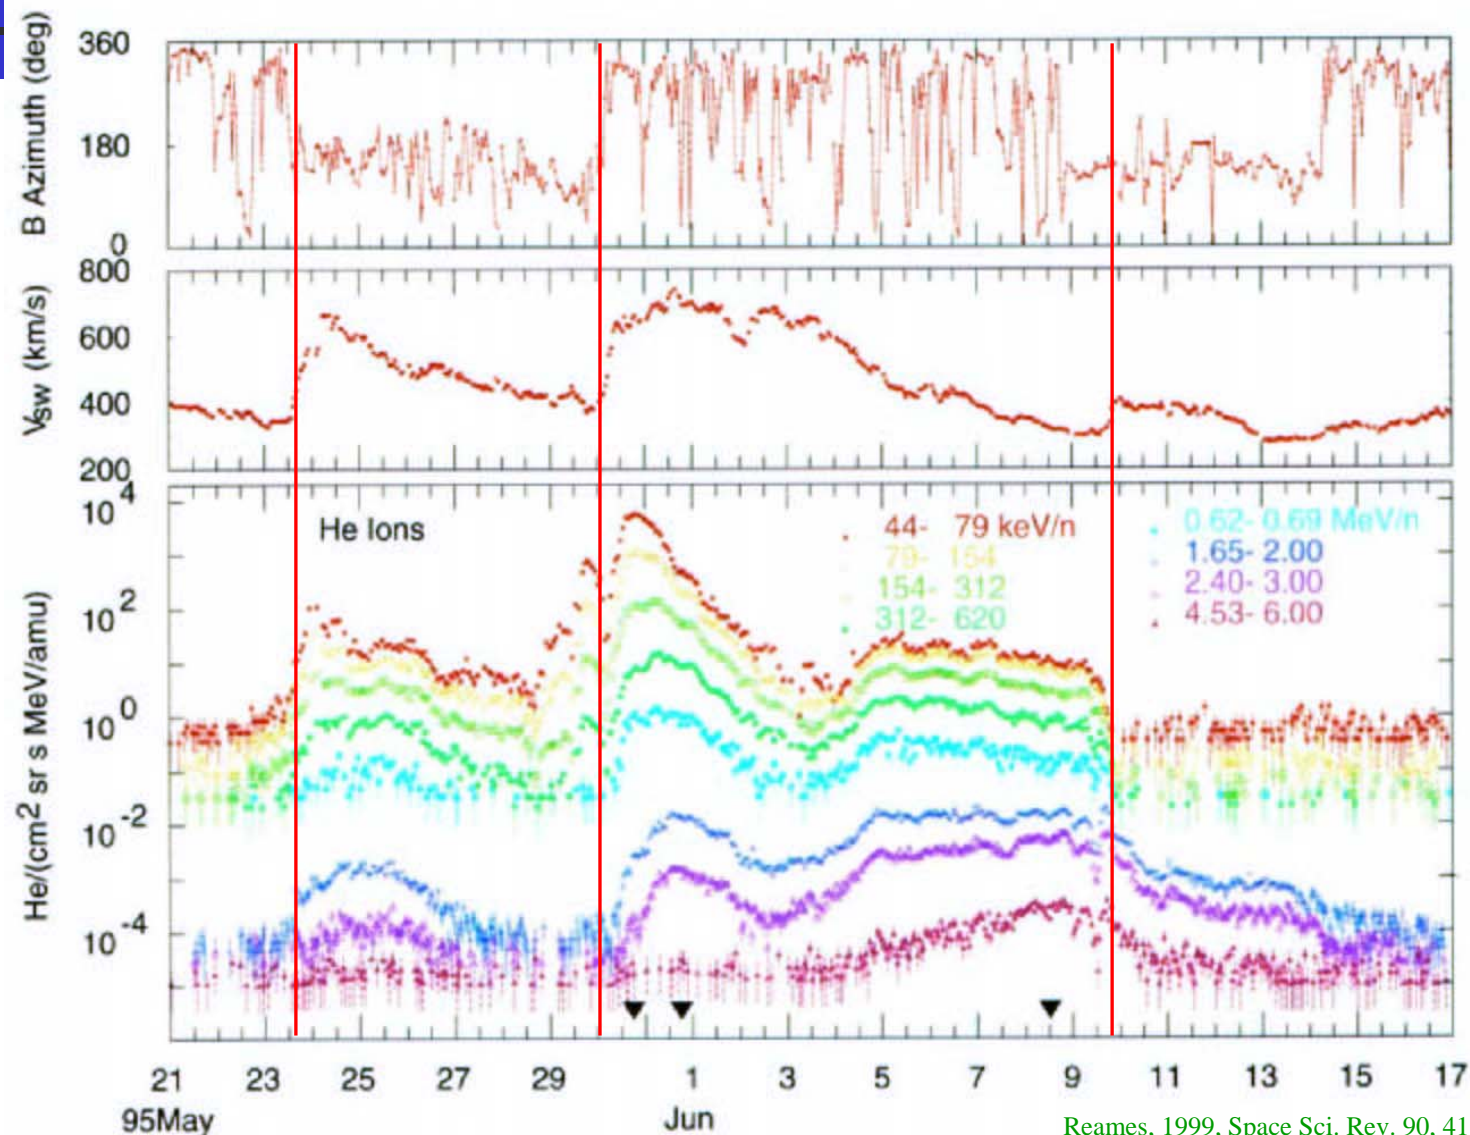 B Azimuth (deg)
360
180
0
Vsw (km/s)
800
600
400
200
He/(cm2 sr s MeV/amu)
10 4
10 2
10 0
10 -2
10 -4
He Ions
44- 79 keV/n
79- 154
154- 312
312- 620
0.62- 0.69 MeV/n
1.65- 2.00
2.40- 3.00
4.53- 6.00
21 23 25 27 29 1 3 5 7 9 11 13 15 17
95May Jun
Reames, 1999, Space Sci. Rev. 90, 41